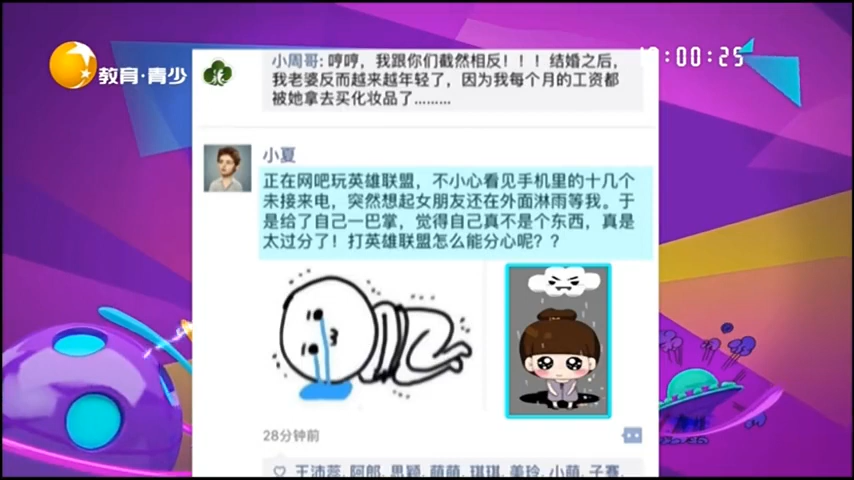 教育·青少
:00:25
小周哥: 哼哼，我跟你们截然相反！！！结婚之后，
我老婆反而越来越年轻了，因为我每个月的工资都
被她拿去买化妆品了………
小夏
正在网吧玩英雄联盟，不小心看见手机里的十几个
未接来电，突然想起女朋友还在外面淋雨等我。于
是给了自己一巴掌，觉得自己真不是个东西，真是
太过分了！打英雄联盟怎么能分心呢？？
28分钟前
王沛蕊, 阿郎, 思颖, 萌萌, 琪琪, 美玲, 小萌, 子赛,